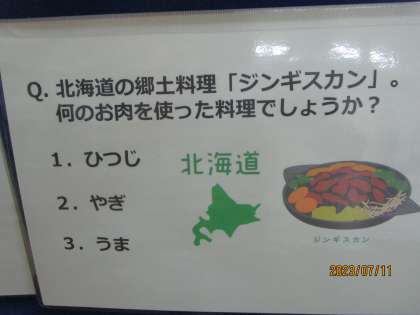 Q. 北海道の郷土料理「ジンギスカン」。
何のお肉を使った料理でしょうか？
1．ひつじ
2．やぎ
3．うま
北海道
ジンギスカン
2023/07/11